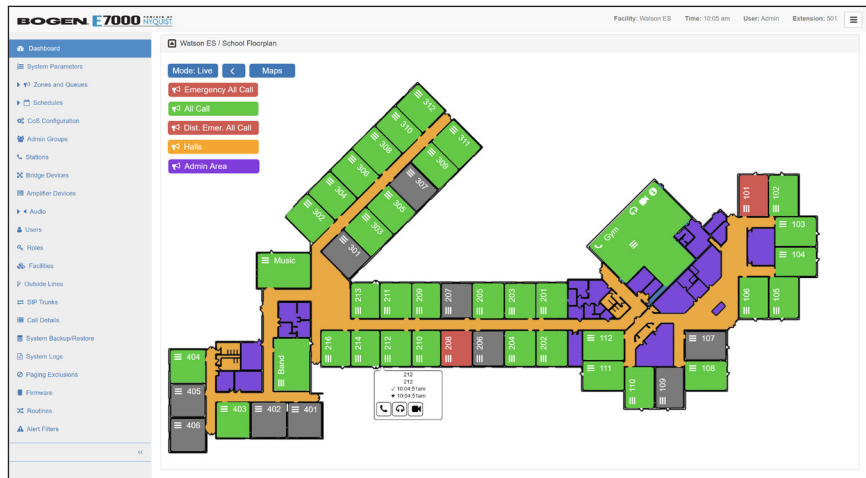 BOGEN E7000 POWERED BY NYQUIST
Facility: Watson ES Time: 10:05 am User: Admin Extension: 501
Dashboard
System Parameters
Zones and Queues
Schedules
CoS Configuration
Admin Groups
Stations
Bridge Devices
Amplifier Devices
Audio
Users
Roles
Facilities
Outside Lines
SIP Trunks
Call Details
System Backup/Restore
System Logs
Paging Exclusions
Firmware
Routines
Alert Filters
«
Watson ES / School Floorplan
Mode: Live < Maps
Emergency All Call
All Call
Dist. Emer. All Call
Halls
Admin Area
312
310
308
306
304
302
311
309
307
305
303
301
Music
Gym
101
102
103
104
105
106
213
211
209
207
205
203
201
216
214
212
210
208
206
204
202
112
111
110
109
107
108
Band
404
405
406
403
402
401
212
212
✓ 10:04:51am
★ 10:04:51am